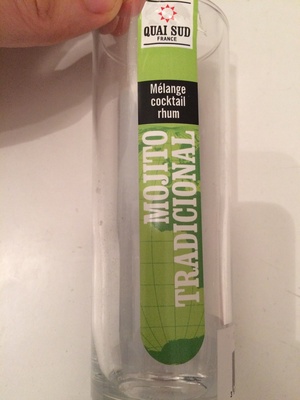 QUAI SUD
FRANCE
Mélange
cocktail
rhum
MOJITO
TRADICIONAL